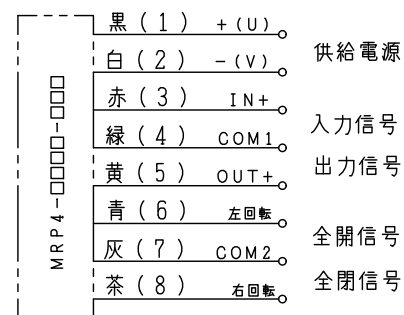 黒(1) +(U)
白(2) -(V)
供給電源
赤(3) IN+
緑(4) COM1
入力信号
黄(5) OUT+
出力信号
青(6) 左回転
灰(7) COM2
全開信号
茶(8) 右回転
全閉信号
MRP4-□□□□-□□